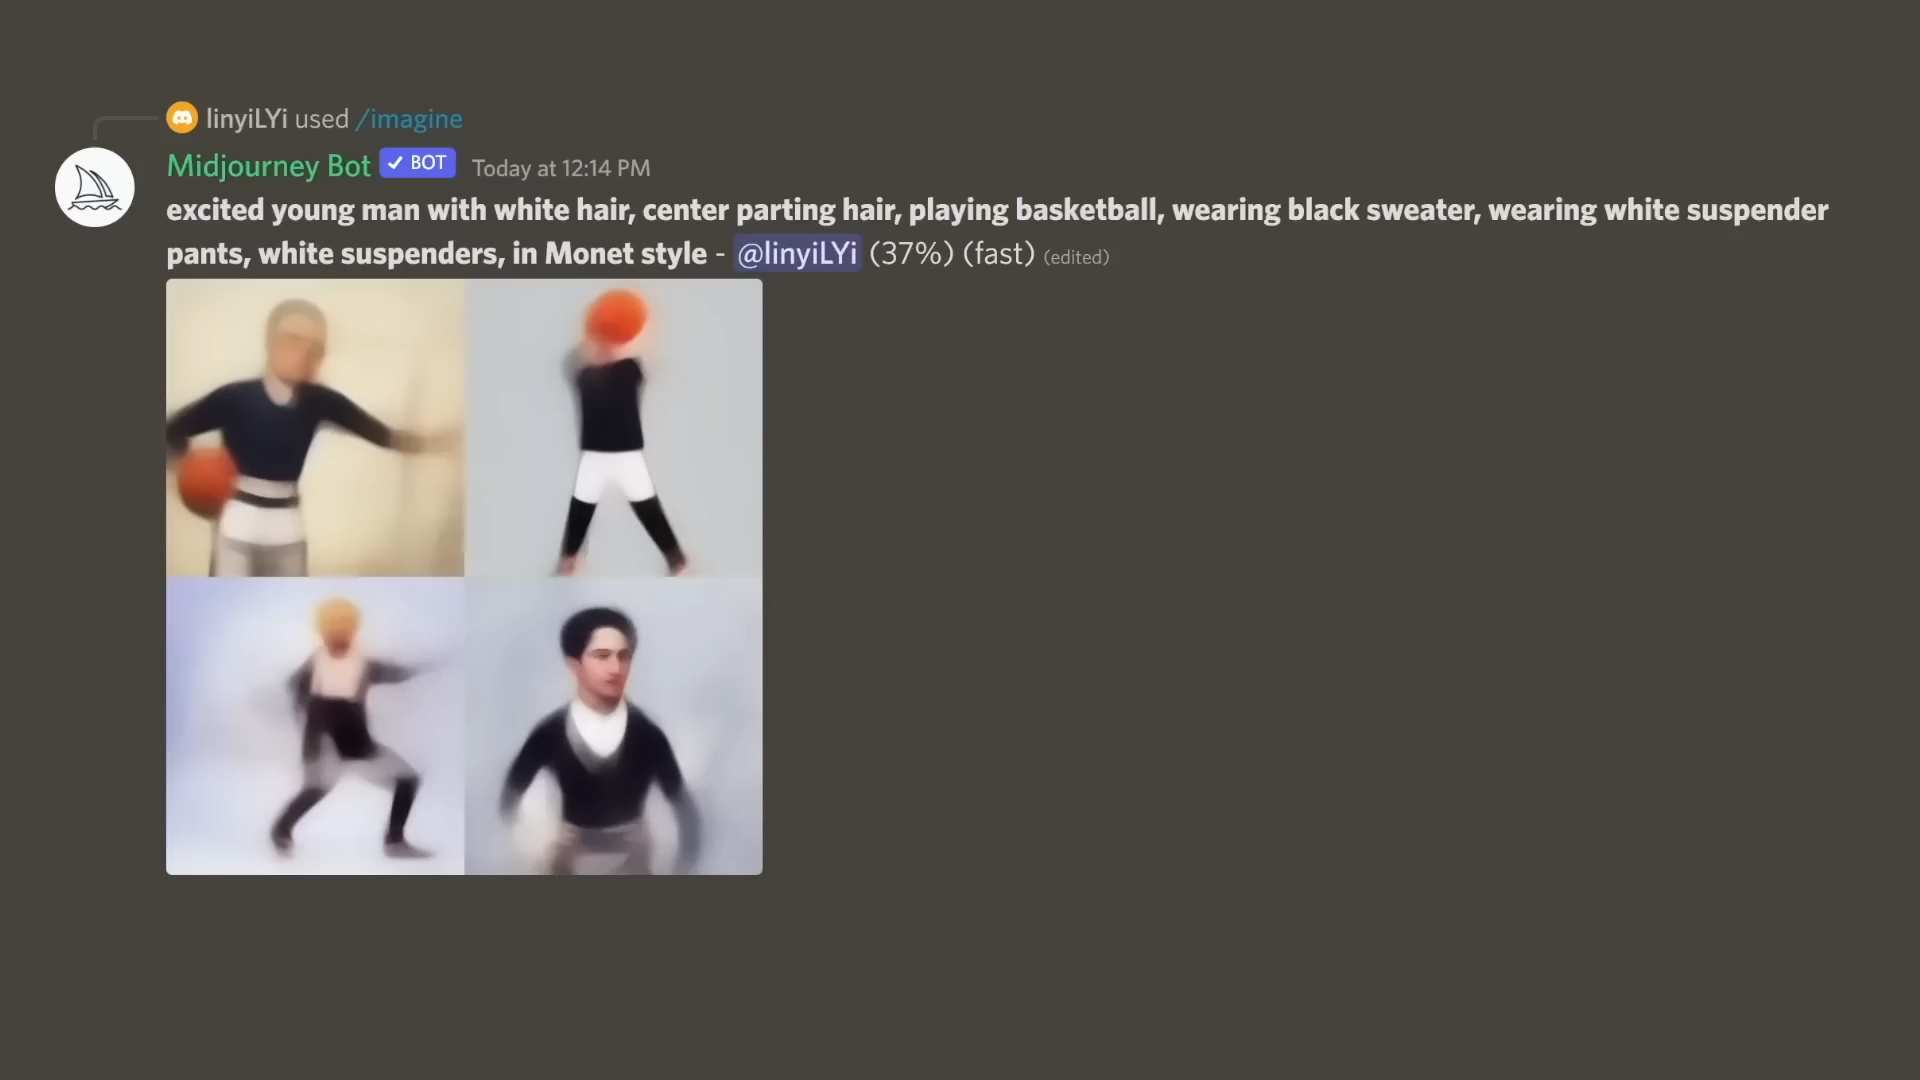 linyiLYi used /imagine
Midjourney Bot ✓ BOT Today at 12:14 PM
excited young man with white hair, center parting hair, playing basketball, wearing black sweater, wearing white suspender
pants, white suspenders, in Monet style - @linyiLYi (37%) (fast) (edited)